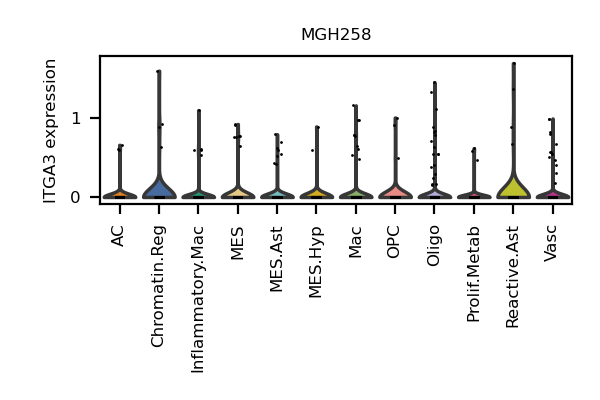 MGH258
ITGA3 expression
1
0
AC
Chromatin.Reg
Inflammatory.Mac
MES
MES.Ast
MES.Hyp
Mac
OPC
Oligo
Prolif.Metab
Reactive.Ast
Vasc